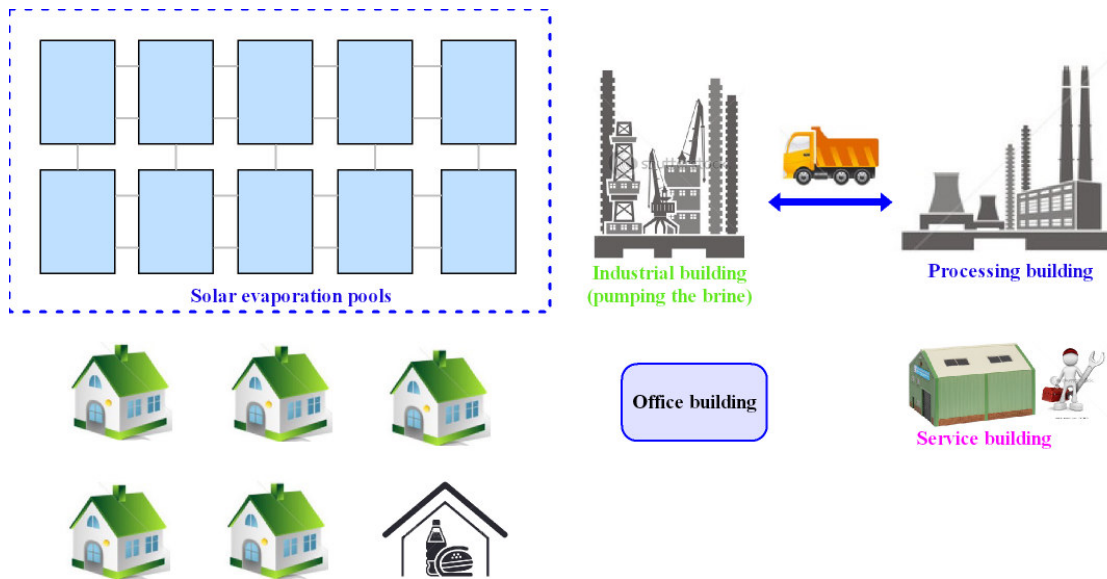 Solar evaporation pools
Industrial building
(pumping the brine)
Processing building
Office building
Service building